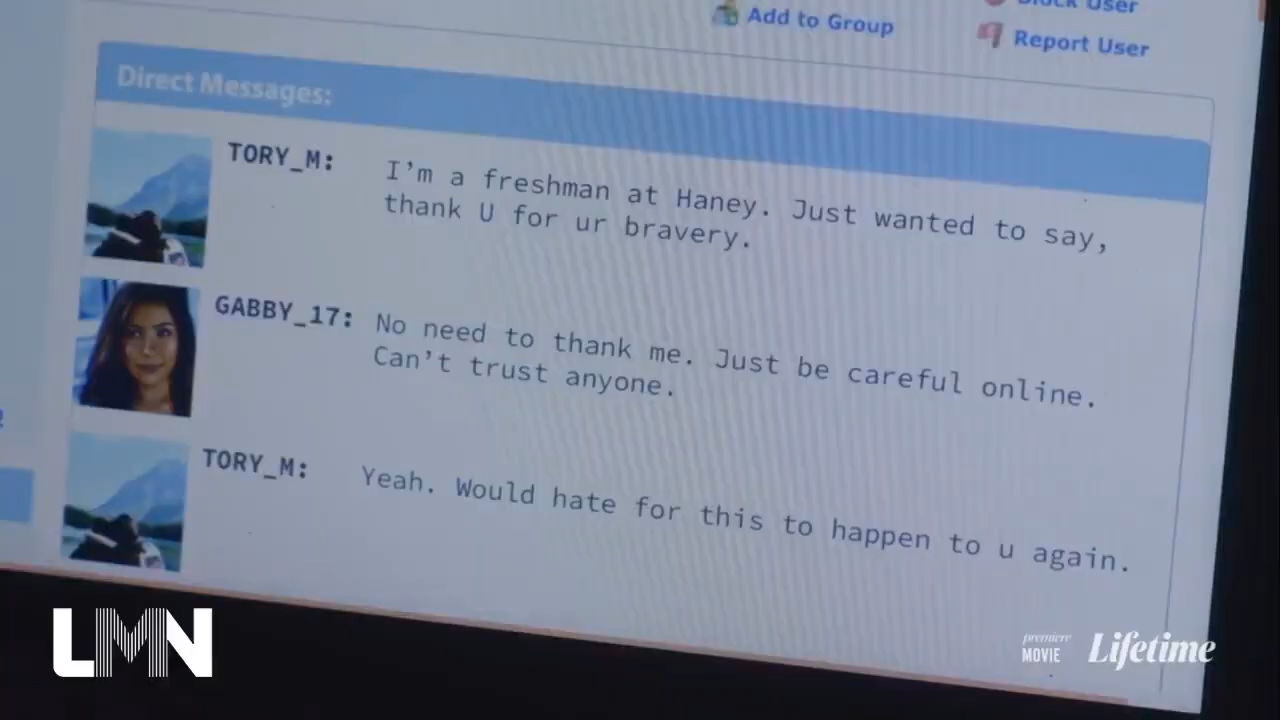 Add to Group
Block User
Report User
Direct Messages:
TORY_M:
I'm a freshman at Haney. Just wanted to say,
thank U for ur bravery.
GABBY_17:
No need to thank me. Just be careful online.
Can't trust anyone.
TORY_M:
Yeah. Would hate for this to happen to u again.
LMN
premiere
MOVIE
Lifetime